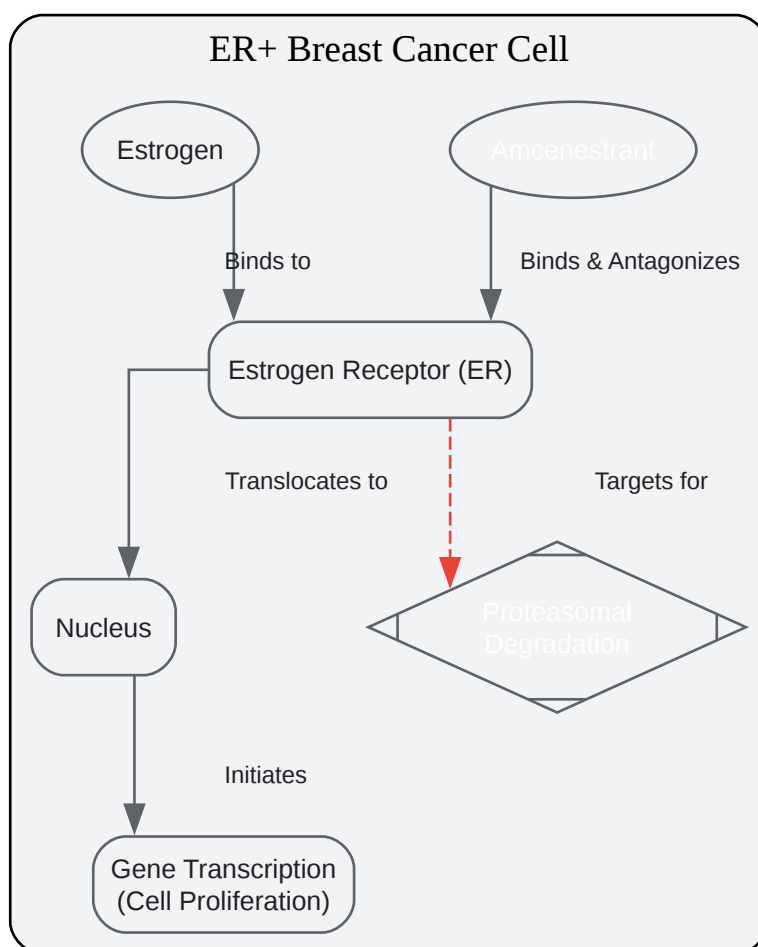 ER+ Breast Cancer Cell
Estrogen
Amcenestrant
Binds to
Binds & Antagonizes
Estrogen Receptor (ER)
Translocates to
Targets for
Nucleus
Proteasomal
Degradation
Initiates
Gene Transcription
(Cell Proliferation)